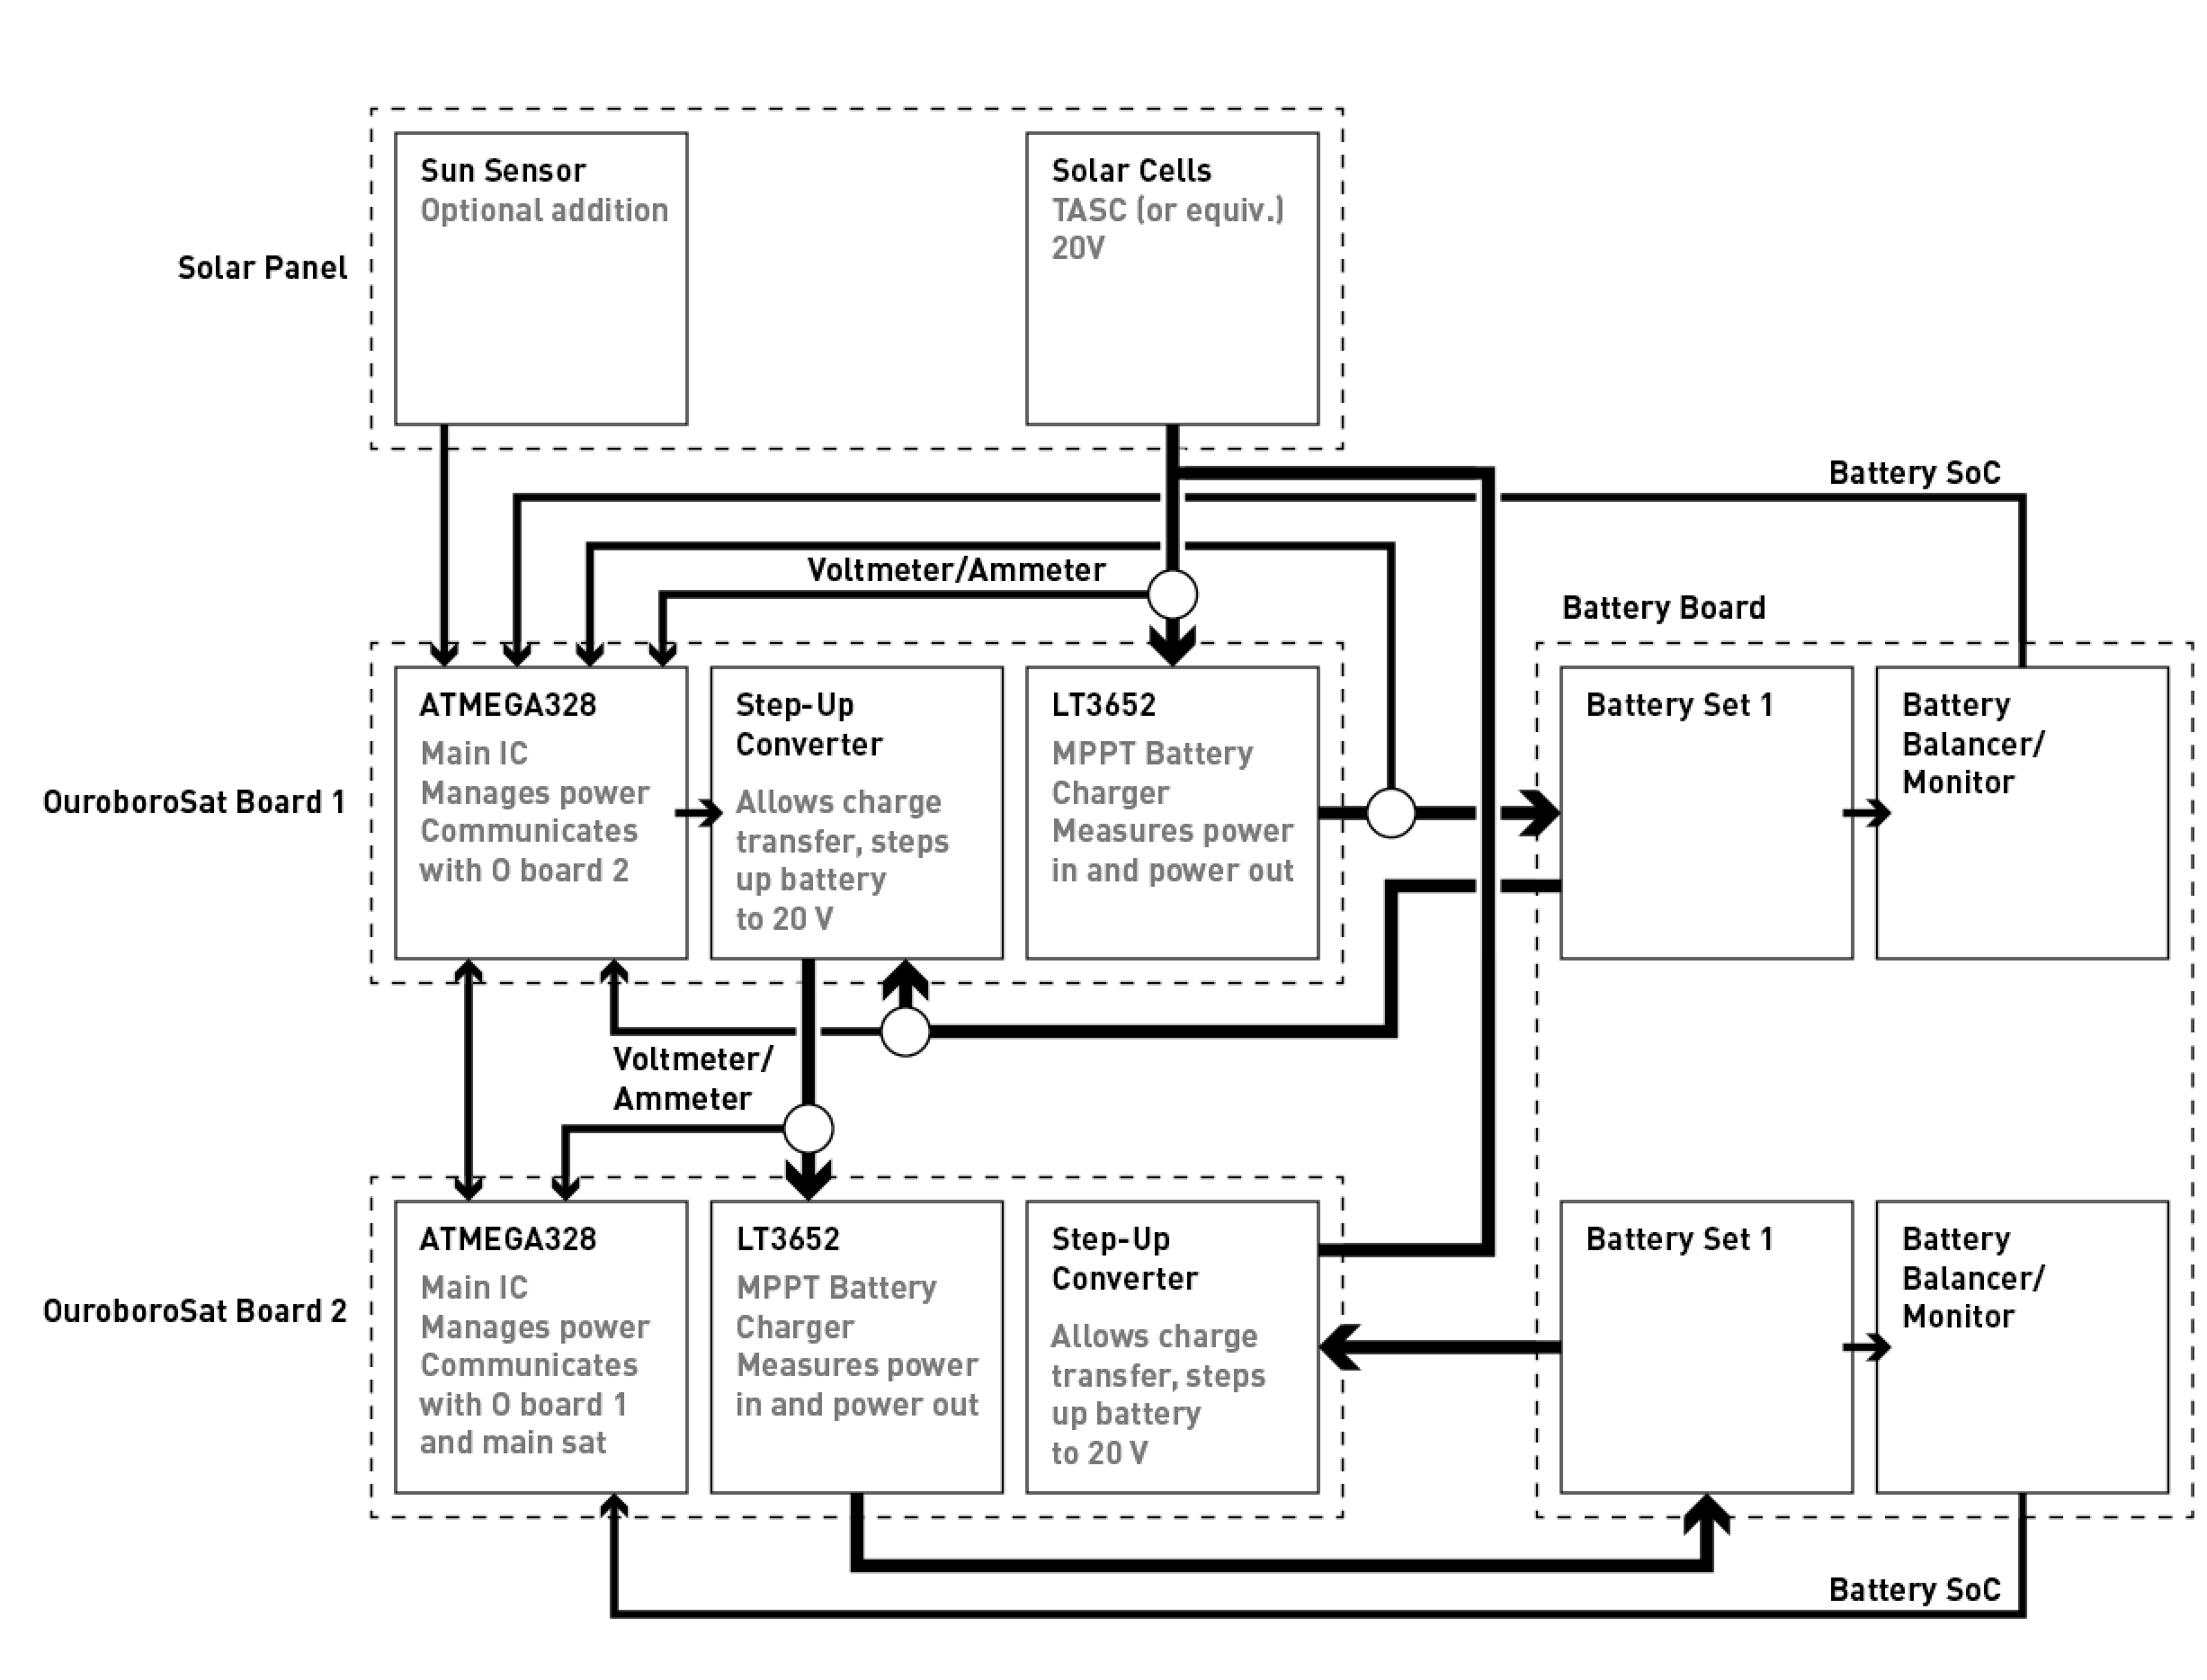 Sun Sensor
Optional addition
Solar Cells
TASC (or equiv.)
20V
Solar Panel
Battery SoC
Voltmeter/Ammeter
Battery Board
OuroboroSat Board 1
ATMEGA328
Main IC
Manages power
Communicates
with O board 2
Step-Up
Converter
Allows charge
transfer, steps
up battery
to 20 V
LT3652
MPPT Battery
Charger
Measures power
in and power out
Battery Set 1
Battery
Balancer/
Monitor
Voltmeter/
Ammeter
OuroboroSat Board 2
ATMEGA328
Main IC
Manages power
Communicates
with O board 1
and main sat
LT3652
MPPT Battery
Charger
Measures power
in and power out
Step-Up
Converter
Allows charge
transfer, steps
up battery
to 20 V
Battery Set 1
Battery
Balancer/
Monitor
Battery SoC